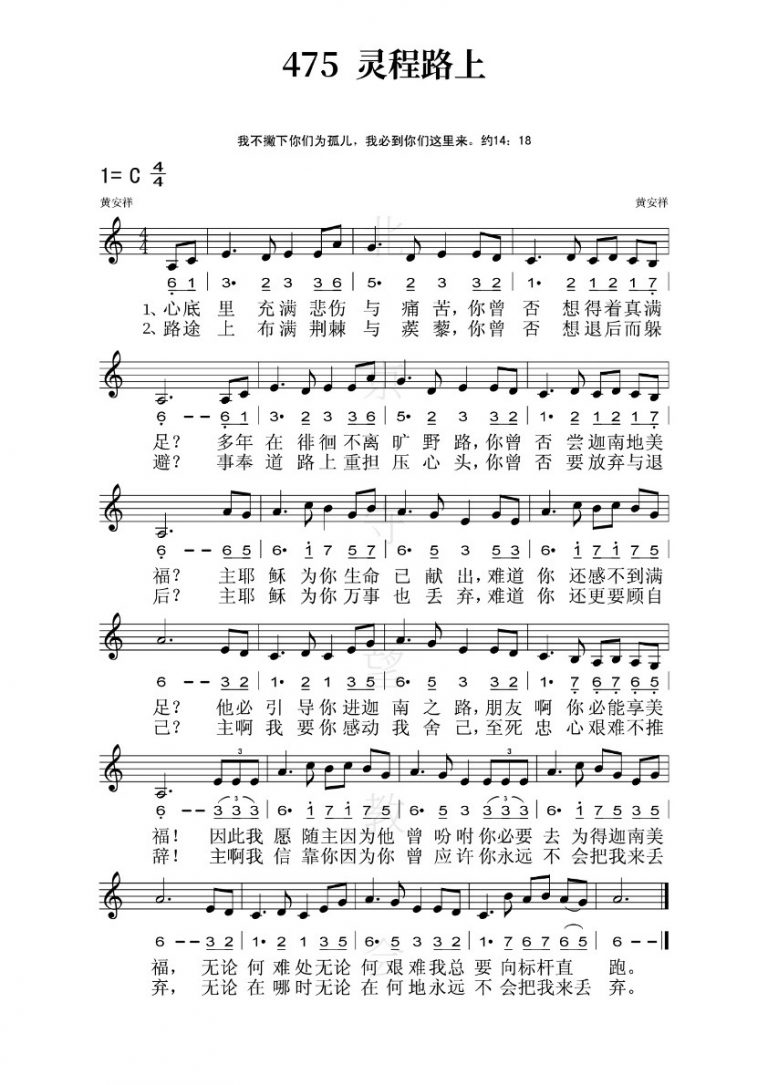 475 灵程路上
我不撇下你们为孤儿，我必到你们这里来。约14：18
1= C 4/4
黄安祥 黄安祥
6 1 | 3· 2 3 3 6 | 5· 2 3 3 2 | 1· 2 1 2 1 7 |
1、心底 里 充满 悲伤 与 痛苦，你曾 否 想得着真满
2、路途 上 布满 荆棘 与 蒺藜，你曾 否 想退后而躲
6 - - 6 1 | 3· 2 3 3 6 | 5· 2 3 3 2 | 1· 2 1 2 1 7 |
足？ 多年 在 徘徊 不离 旷 野路，你曾 否 尝迦南地美
避？ 事奉 道 路上 重担 压 心头，你曾 否 要放弃与退
6 - - 6 5 | 6· 1 7 5 7 | 6· 5 3 5 3 | 6· 1 7 1 7 5 |
福？ 主耶 稣 为你 生命 已 献出，难道 你 还感不到满
后？ 主耶 稣 为你 万事 也 丢弃，难道 你 还更要顾自
6 - - 3 2 | 1· 2 1 3 5 | 6· 5 3 3 2 | 1· 7 6 7 6 5 |
足？ 他必 引 导你 进迦 南 之路，朋友 啊 你必能享美
己？ 主啊 我 要你 感动 我 舍己，至死 忠 心艰难不推
6 - - 3 3 3 | 6· 1 7 1 7 5 | 6· 5 3 3 3 3 | 6· 1 7 5 3 5 |
福！ 因此我 愿 随主因为他 曾 吩咐你必要 去 为得迦南美
辞！ 主啊我 信 靠你因为你 曾 应许你永远 不 会把我来丢
6 - - 3 2 | 1· 2 1 3 5 | 6· 6 3 3 2 | 1· 7 6 7 6 5 | 6 - - ‖
福， 无论 何 难处无论 何 艰难我总 要 向标杆直 跑。
弃， 无论 在 哪时无论 在 何地永远 不 会把我来丢 弃。